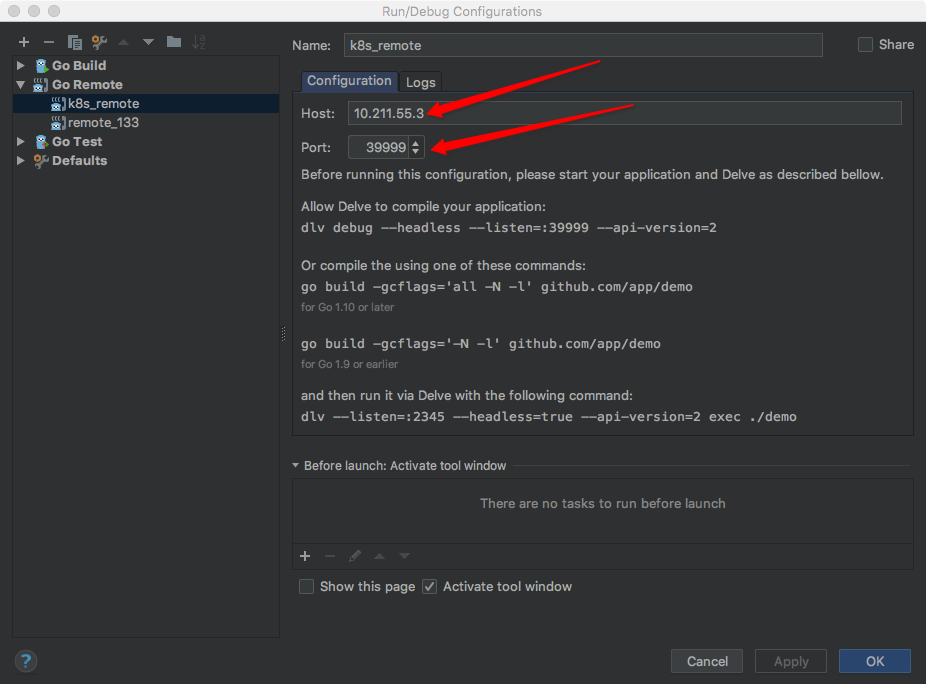 Run/Debug Configurations
Name: k8s_remote
Share
Go Build
Go Remote
k8s_remote
remote_133
Go Test
Defaults
Configuration
Logs
Host: 10.211.55.3
Port: 39999
Before running this configuration, please start your application and Delve as described bellow.
Allow Delve to compile your application:
dlv debug --headless --listen=:39999 --api-version=2
Or compile the using one of these commands:
go build -gcflags='all -N -l' github.com/app/demo
for Go 1.10 or later
go build -gcflags='-N -l' github.com/app/demo
for Go 1.9 or earlier
and then run it via Delve with the following command:
dlv --listen=:2345 --headless=true --api-version=2 exec ./demo
Before launch: Activate tool window
There are no tasks to run before launch
Show this page
Activate tool window
?
Cancel
Apply
OK